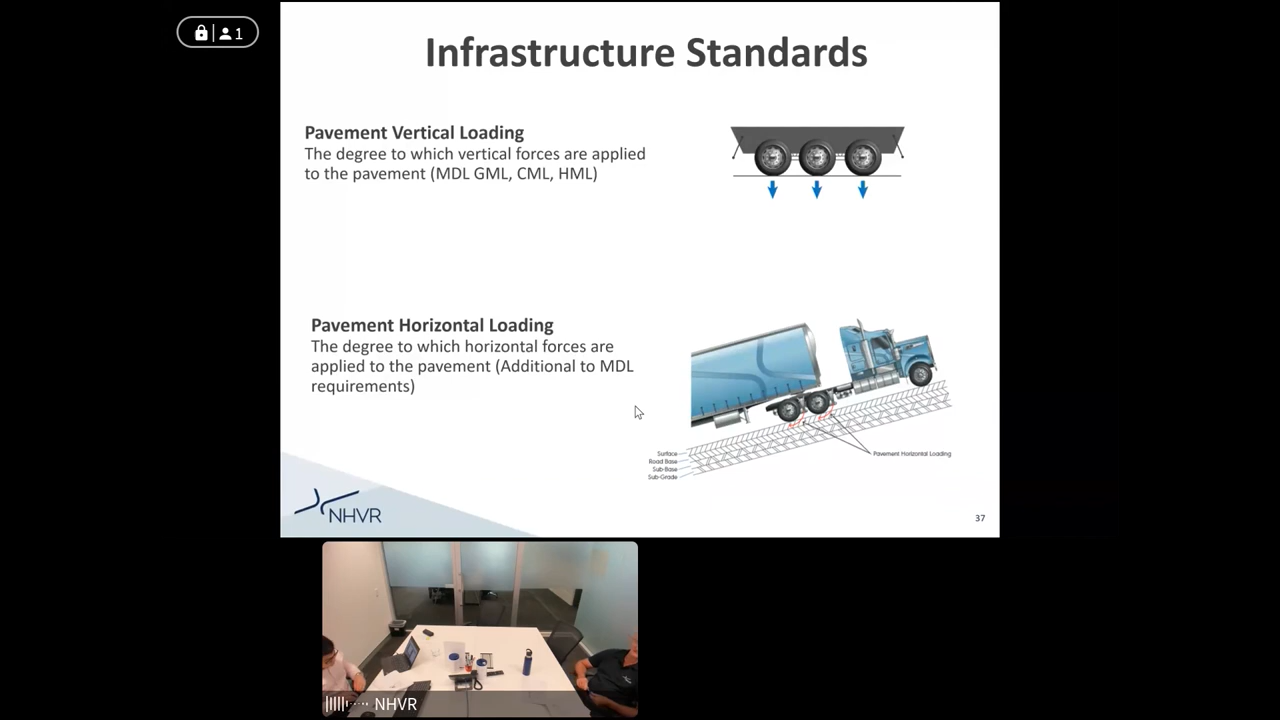 1
Infrastructure Standards
Pavement Vertical Loading
The degree to which vertical forces are applied
to the pavement (MDL GML, CML, HML)
Pavement Horizontal Loading
The degree to which horizontal forces are
applied to the pavement (Additional to MDL
requirements)
Surface
Road Base
Sub-Base
Sub-Grade
Pavement Horizontal Loading
NHVR
37
NHVR